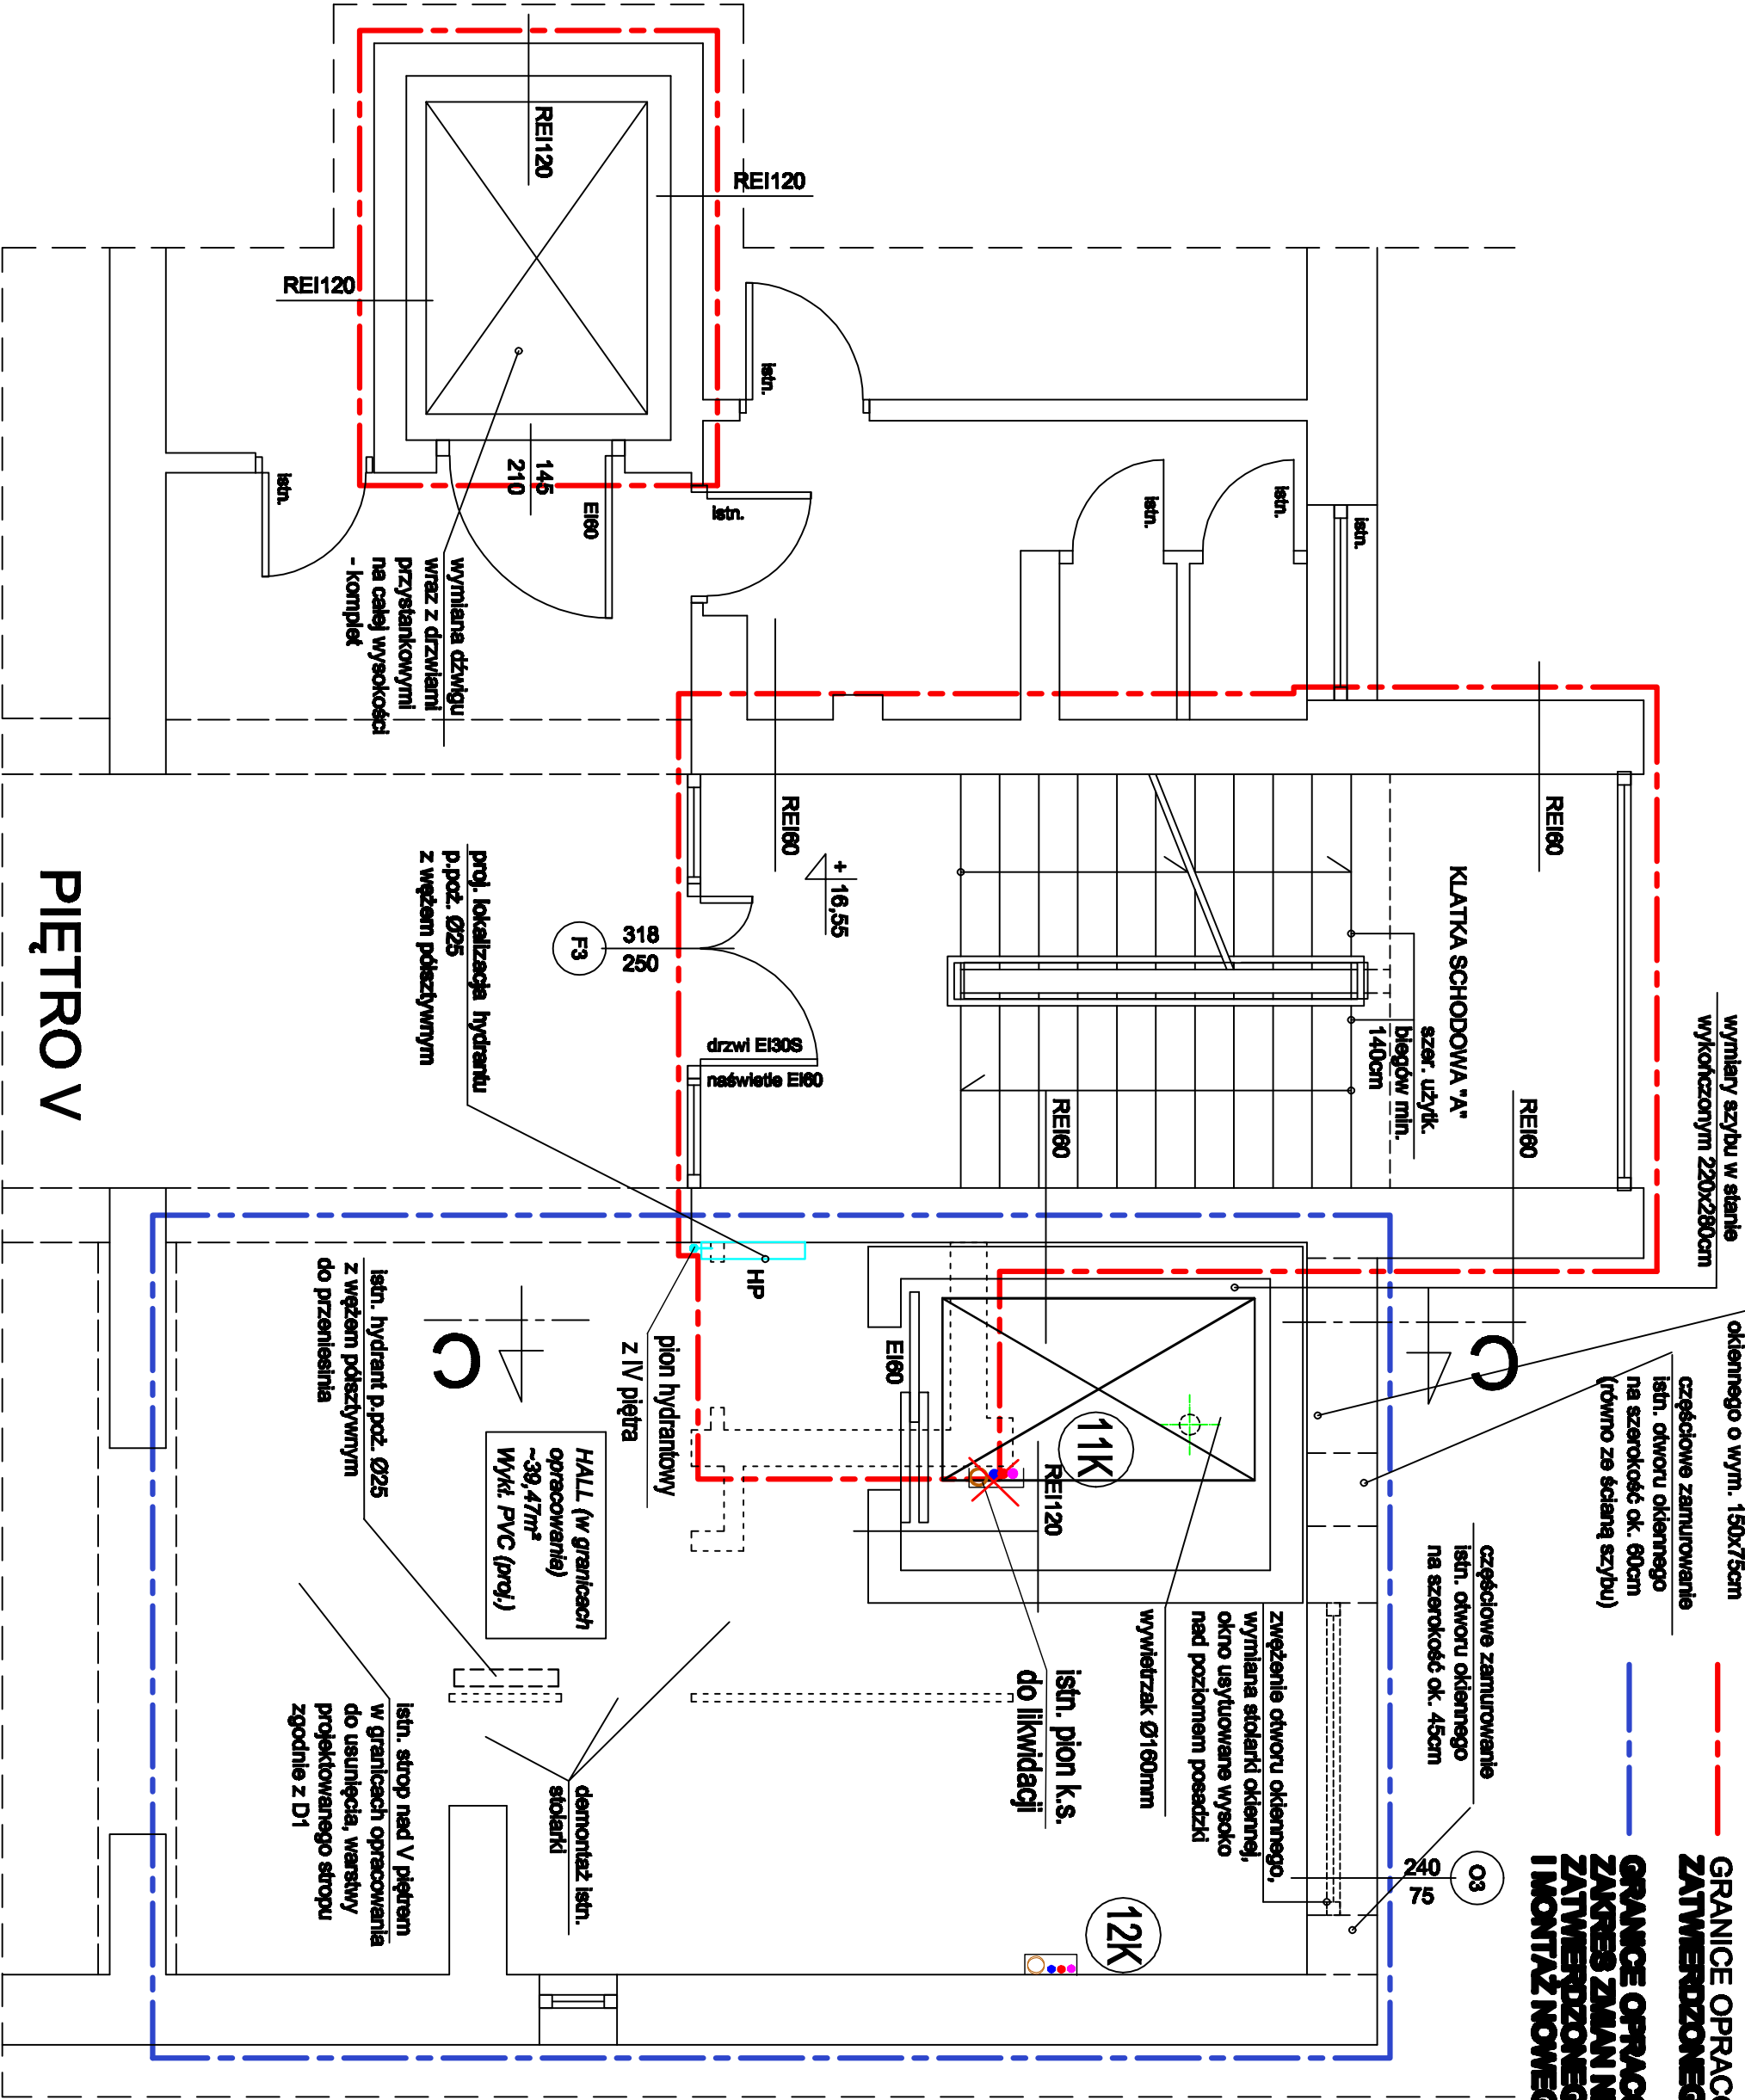 GRANICE OPRAC
ZATWIERDZONEG
GRANICE OPRAC
ZAKRES ZMIAN N
ZATWIERDZONEG
I MONTAŻ NOWEG
okiennego o wym. 150x75cm
częściowe zamurowanie
istn. otworu okiennego
na szerokość ok. 60cm
(równo ze ścianą szybu)
częściowe zamurowanie
istn. otworu okiennego
na szerokość ok. 45cm
wymiary szybu w stanie
wykończonym 220x280cm
O3
240
75
C
REI60
REI60
KLATKA SCHODOWA "A"
szer. użytk.
biegów min.
140cm
REI60
REI60
+ 16,55
istn.
istn.
istn.
istn.
istn.
istn.
REI120
REI120
REI120
145
210
EI60
wymiana dźwigu
wraz z drzwiami
przystankowymi
na całej wysokości
- komplet
drzwi EI30S
naświetle EI60
318
250
F3
proj. lokalizacja hydrantu
p.poż. Ø25
z wężem półsztywnym
HP
pion hydrantowy
z IV piętra
EI60
11K
REI120
12K
zwężenie otworu okiennego,
wymiana stolarki okiennej,
okno usytuowane wysoko
nad poziomem posadzki
wywietrzak Ø160mm
istn. pion k.s.
do likwidacji
HALL (w granicach
opracowania)
~39,47m²
Wykł. PVC (proj.)
C
istn. hydrant p.poż. Ø25
z wężem półsztywnym
do przeniesinia
demontaż istn.
stolarki
istn. strop nad V piętrem
w granicach opracowania
do usunięcia, warstwy
projektowanego stropu
zgodnie z D1
PIĘTRO V